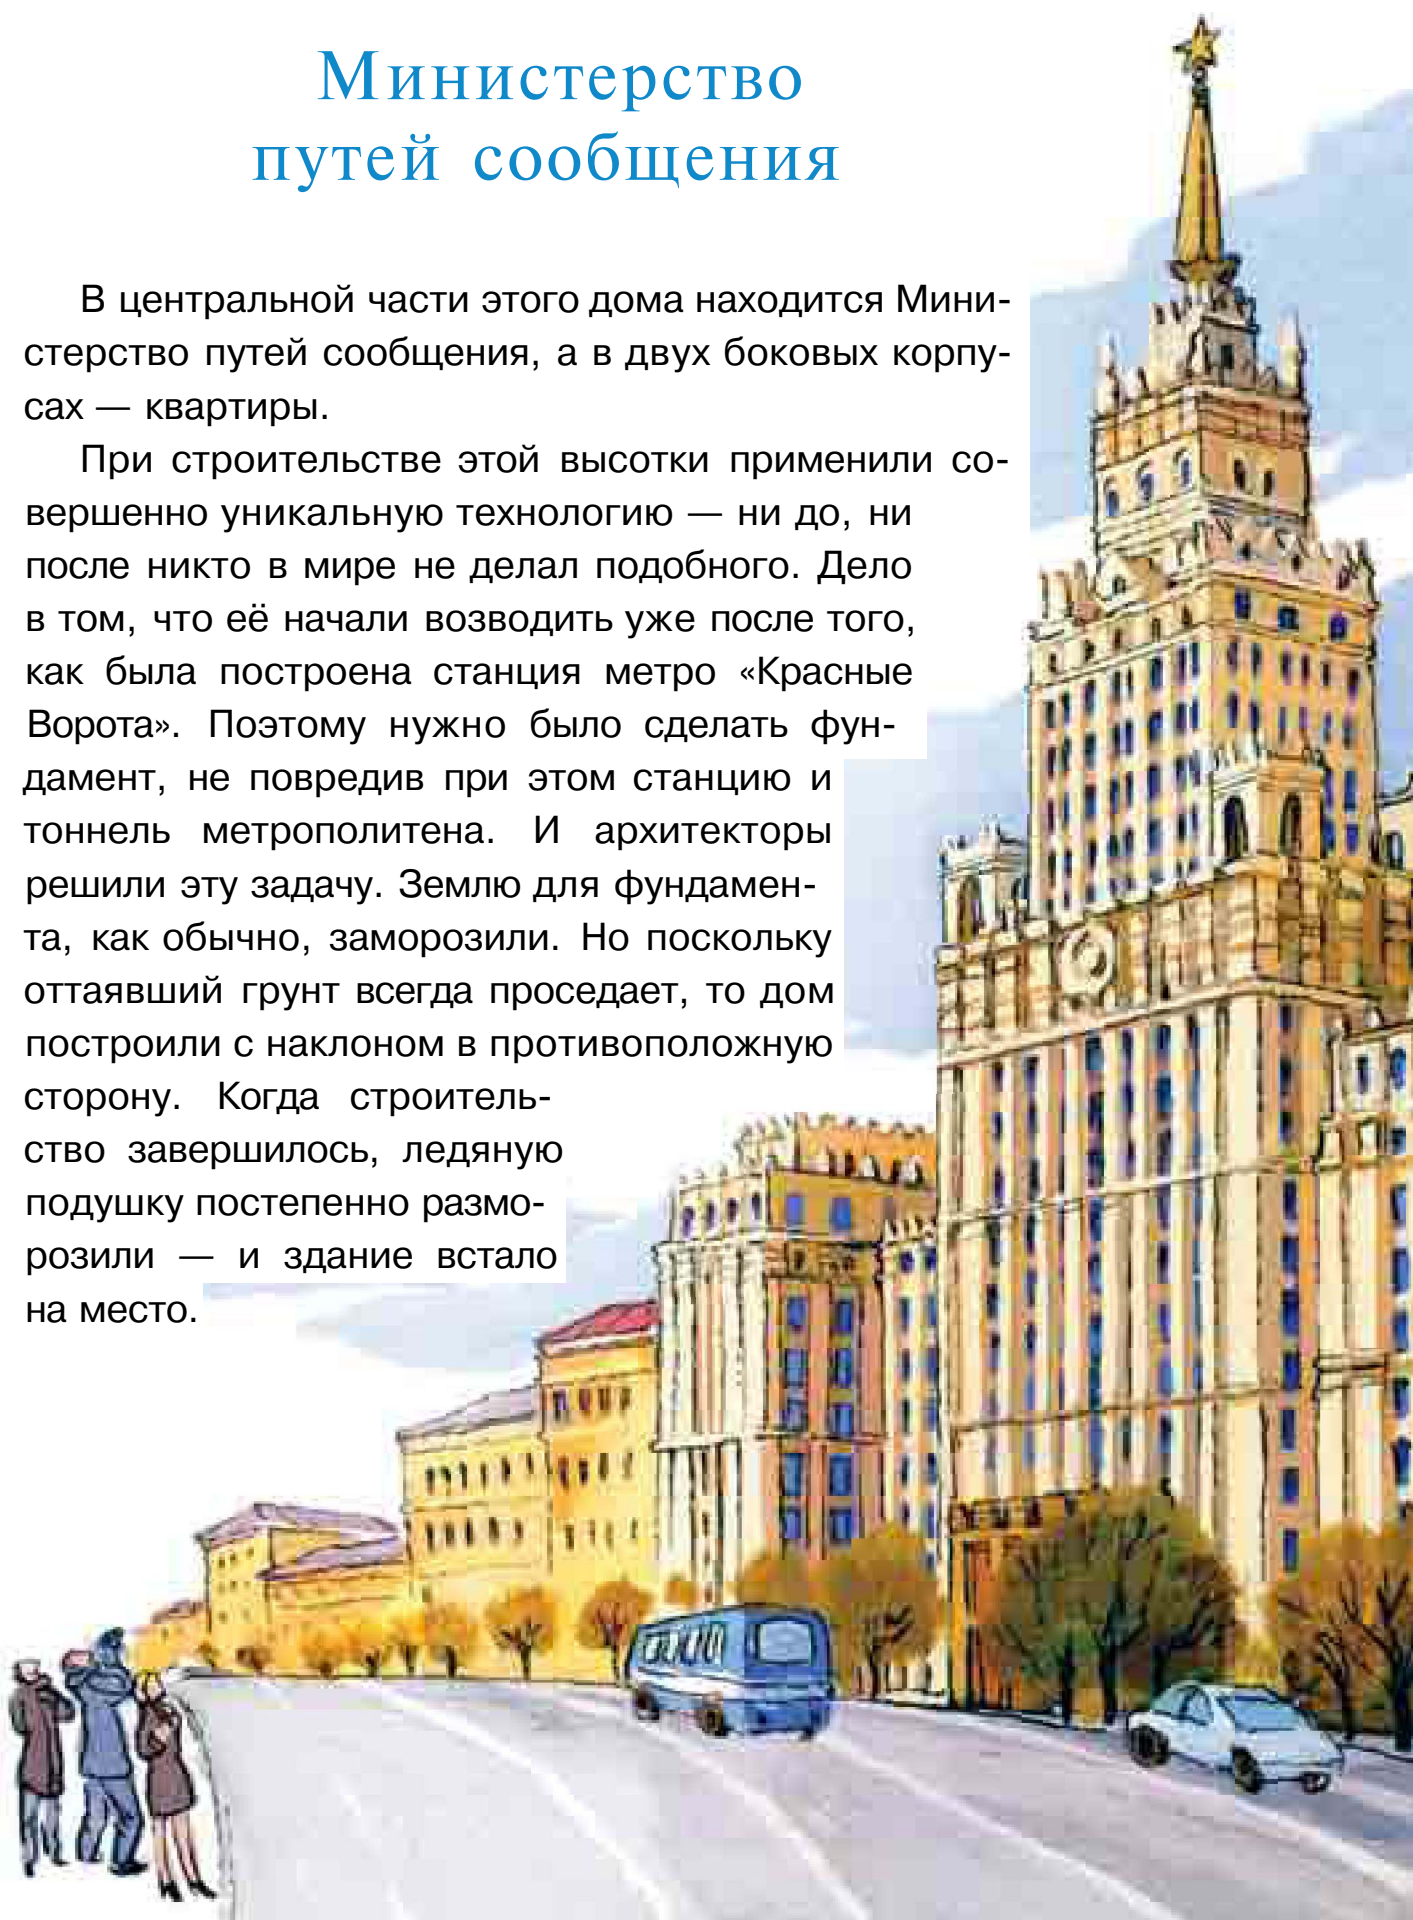 Министерство
путей сообщения
В центральной части этого дома находится Мини-
стерство путей сообщения, а в двух боковых корпу-
сах — квартиры.
При строительстве этой высотки применили со-
вершенно уникальную технологию — ни до, ни
после никто в мире не делал подобного. Дело
в том, что её начали возводить уже после того,
как была построена станция метро «Красные
Ворота». Поэтому нужно было сделать фун-
дамент, не повредив при этом станцию и
тоннель метрополитена. И архитекторы
решили эту задачу. Землю для фундамен-
та, как обычно, заморозили. Но поскольку
оттаявший грунт всегда проседает, то дом
построили с наклоном в противоположную
сторону. Когда строитель-
ство завершилось, ледяную
подушку постепенно размо-
розили — и здание встало
на место.